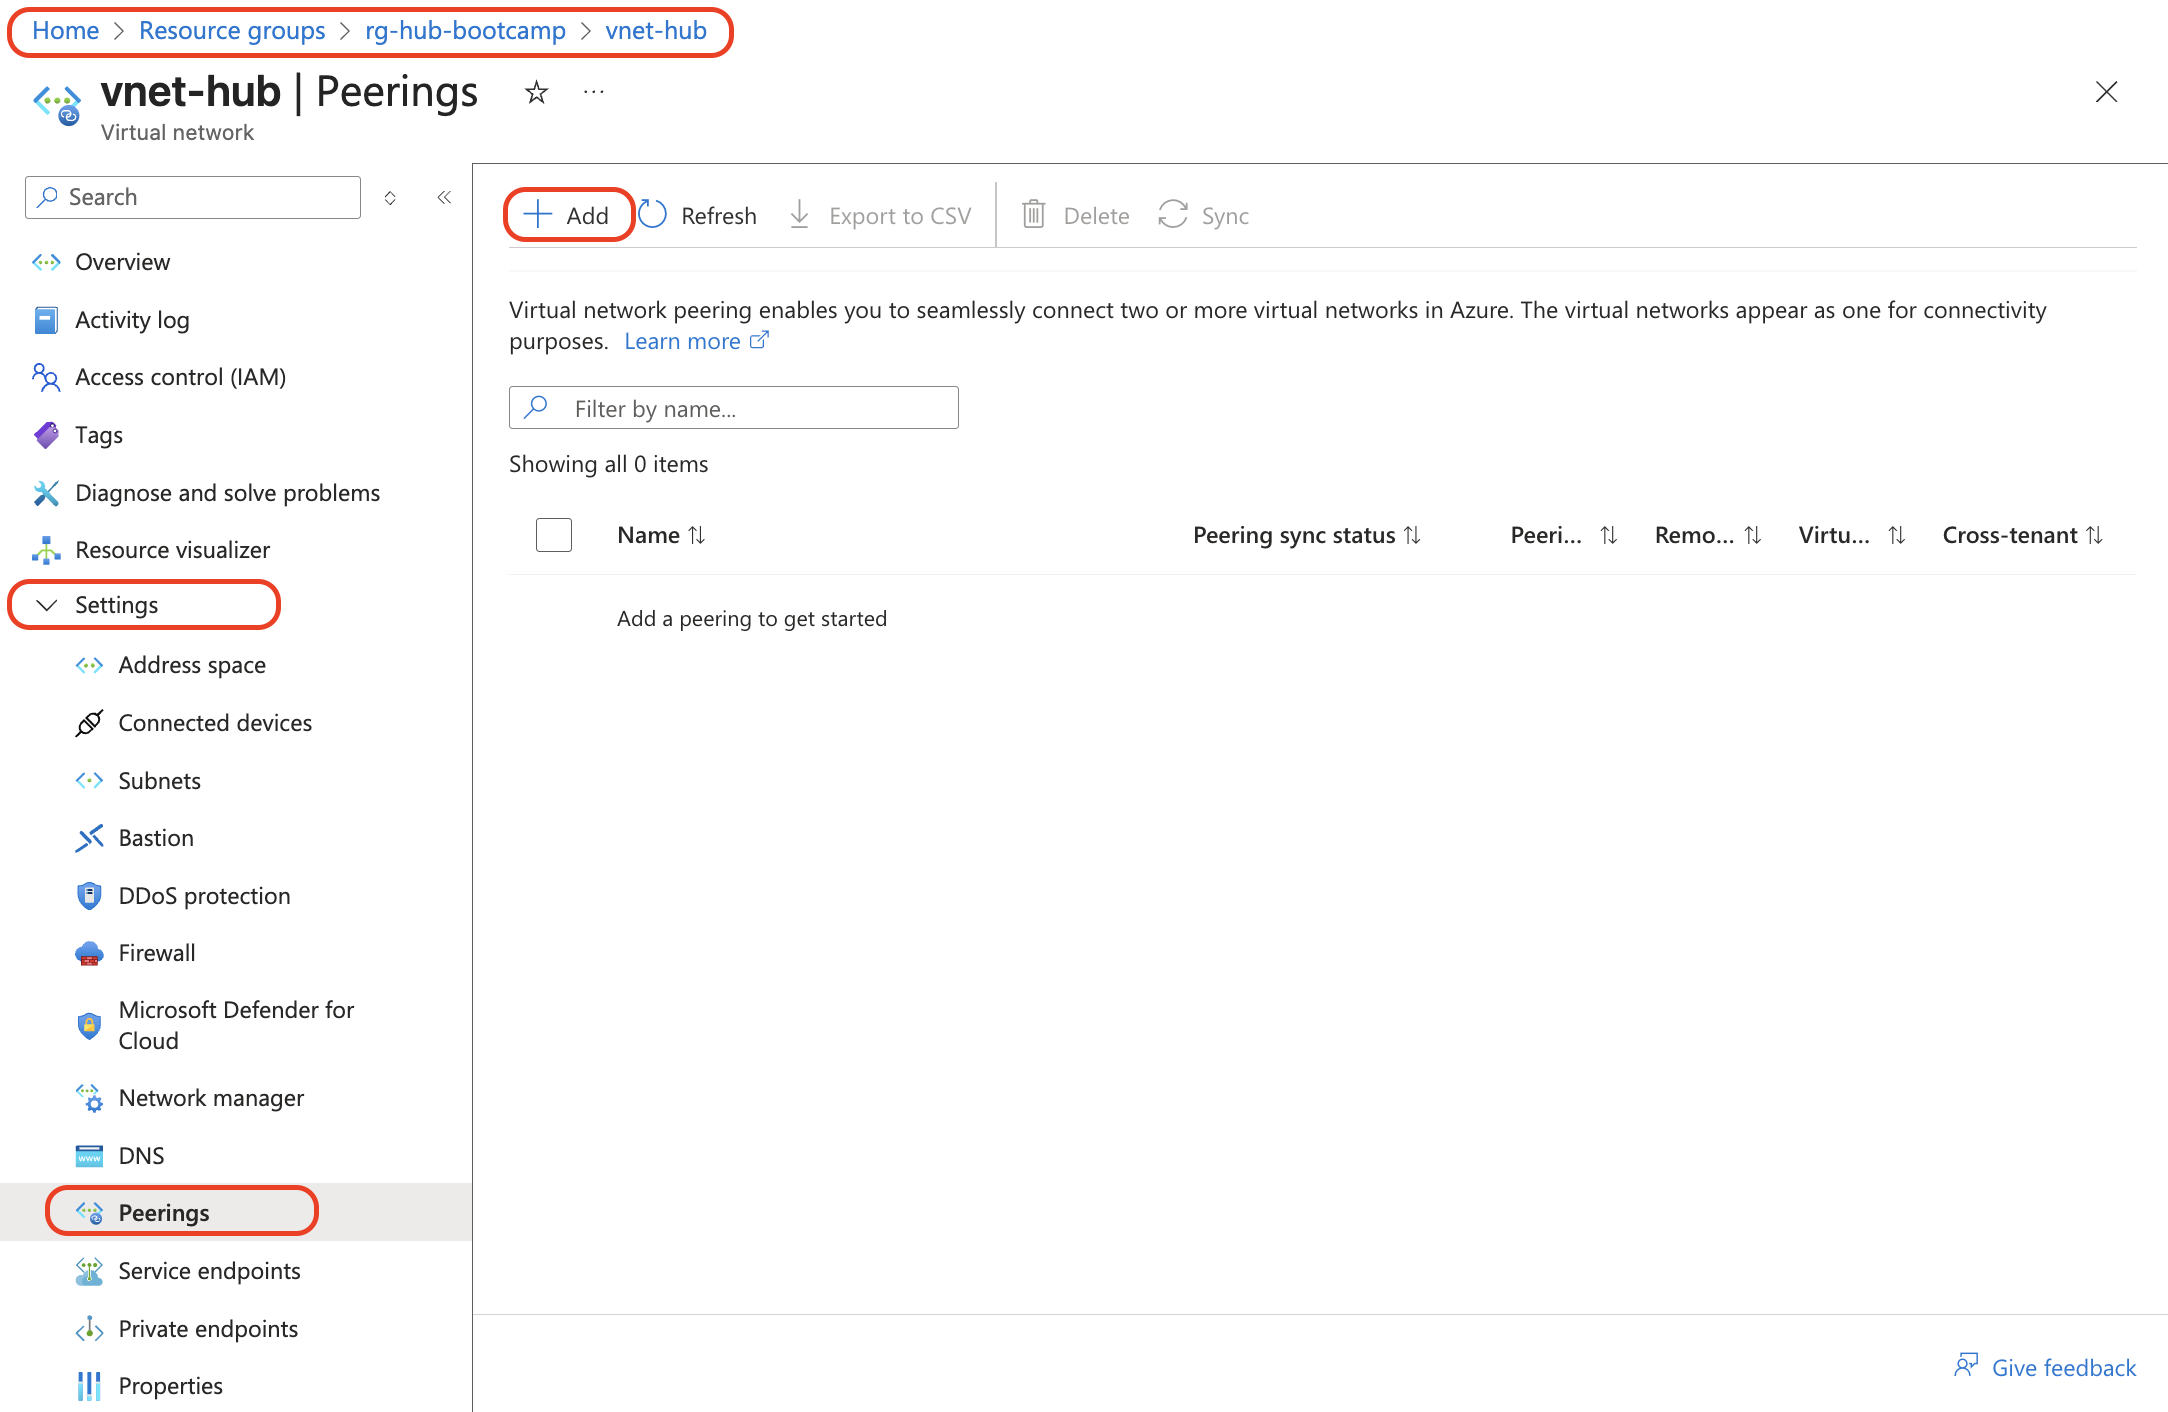 Home > Resource groups > rg-hub-bootcamp > vnet-hub
vnet-hub | Peerings
Virtual network
Search
Overview
Activity log
Access control (IAM)
Tags
Diagnose and solve problems
Resource visualizer
Settings
Address space
Connected devices
Subnets
Bastion
DDoS protection
Firewall
Microsoft Defender for
Cloud
Network manager
DNS
Peerings
Service endpoints
Private endpoints
Properties
Add Refresh Export to CSV Delete Sync
Virtual network peering enables you to seamlessly connect two or more virtual networks in Azure. The virtual networks appear as one for connectivity
purposes. Learn more
Filter by name...
Showing all 0 items
Name Peering sync status Peeri... Remo... Virtu... Cross-tenant
Add a peering to get started
Give feedback